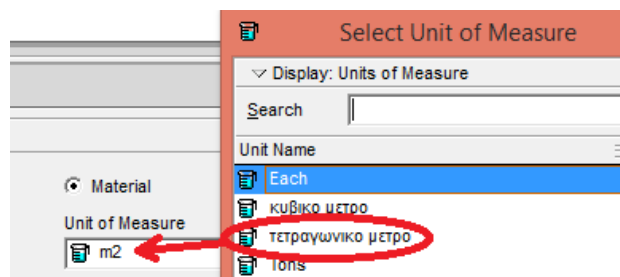 Select Unit of Measure
Display: Units of Measure
Search
Unit Name
Each
κυβικο μετρο
τετραγωνικο μετρο
Tons
Material
Unit of Measure
m2